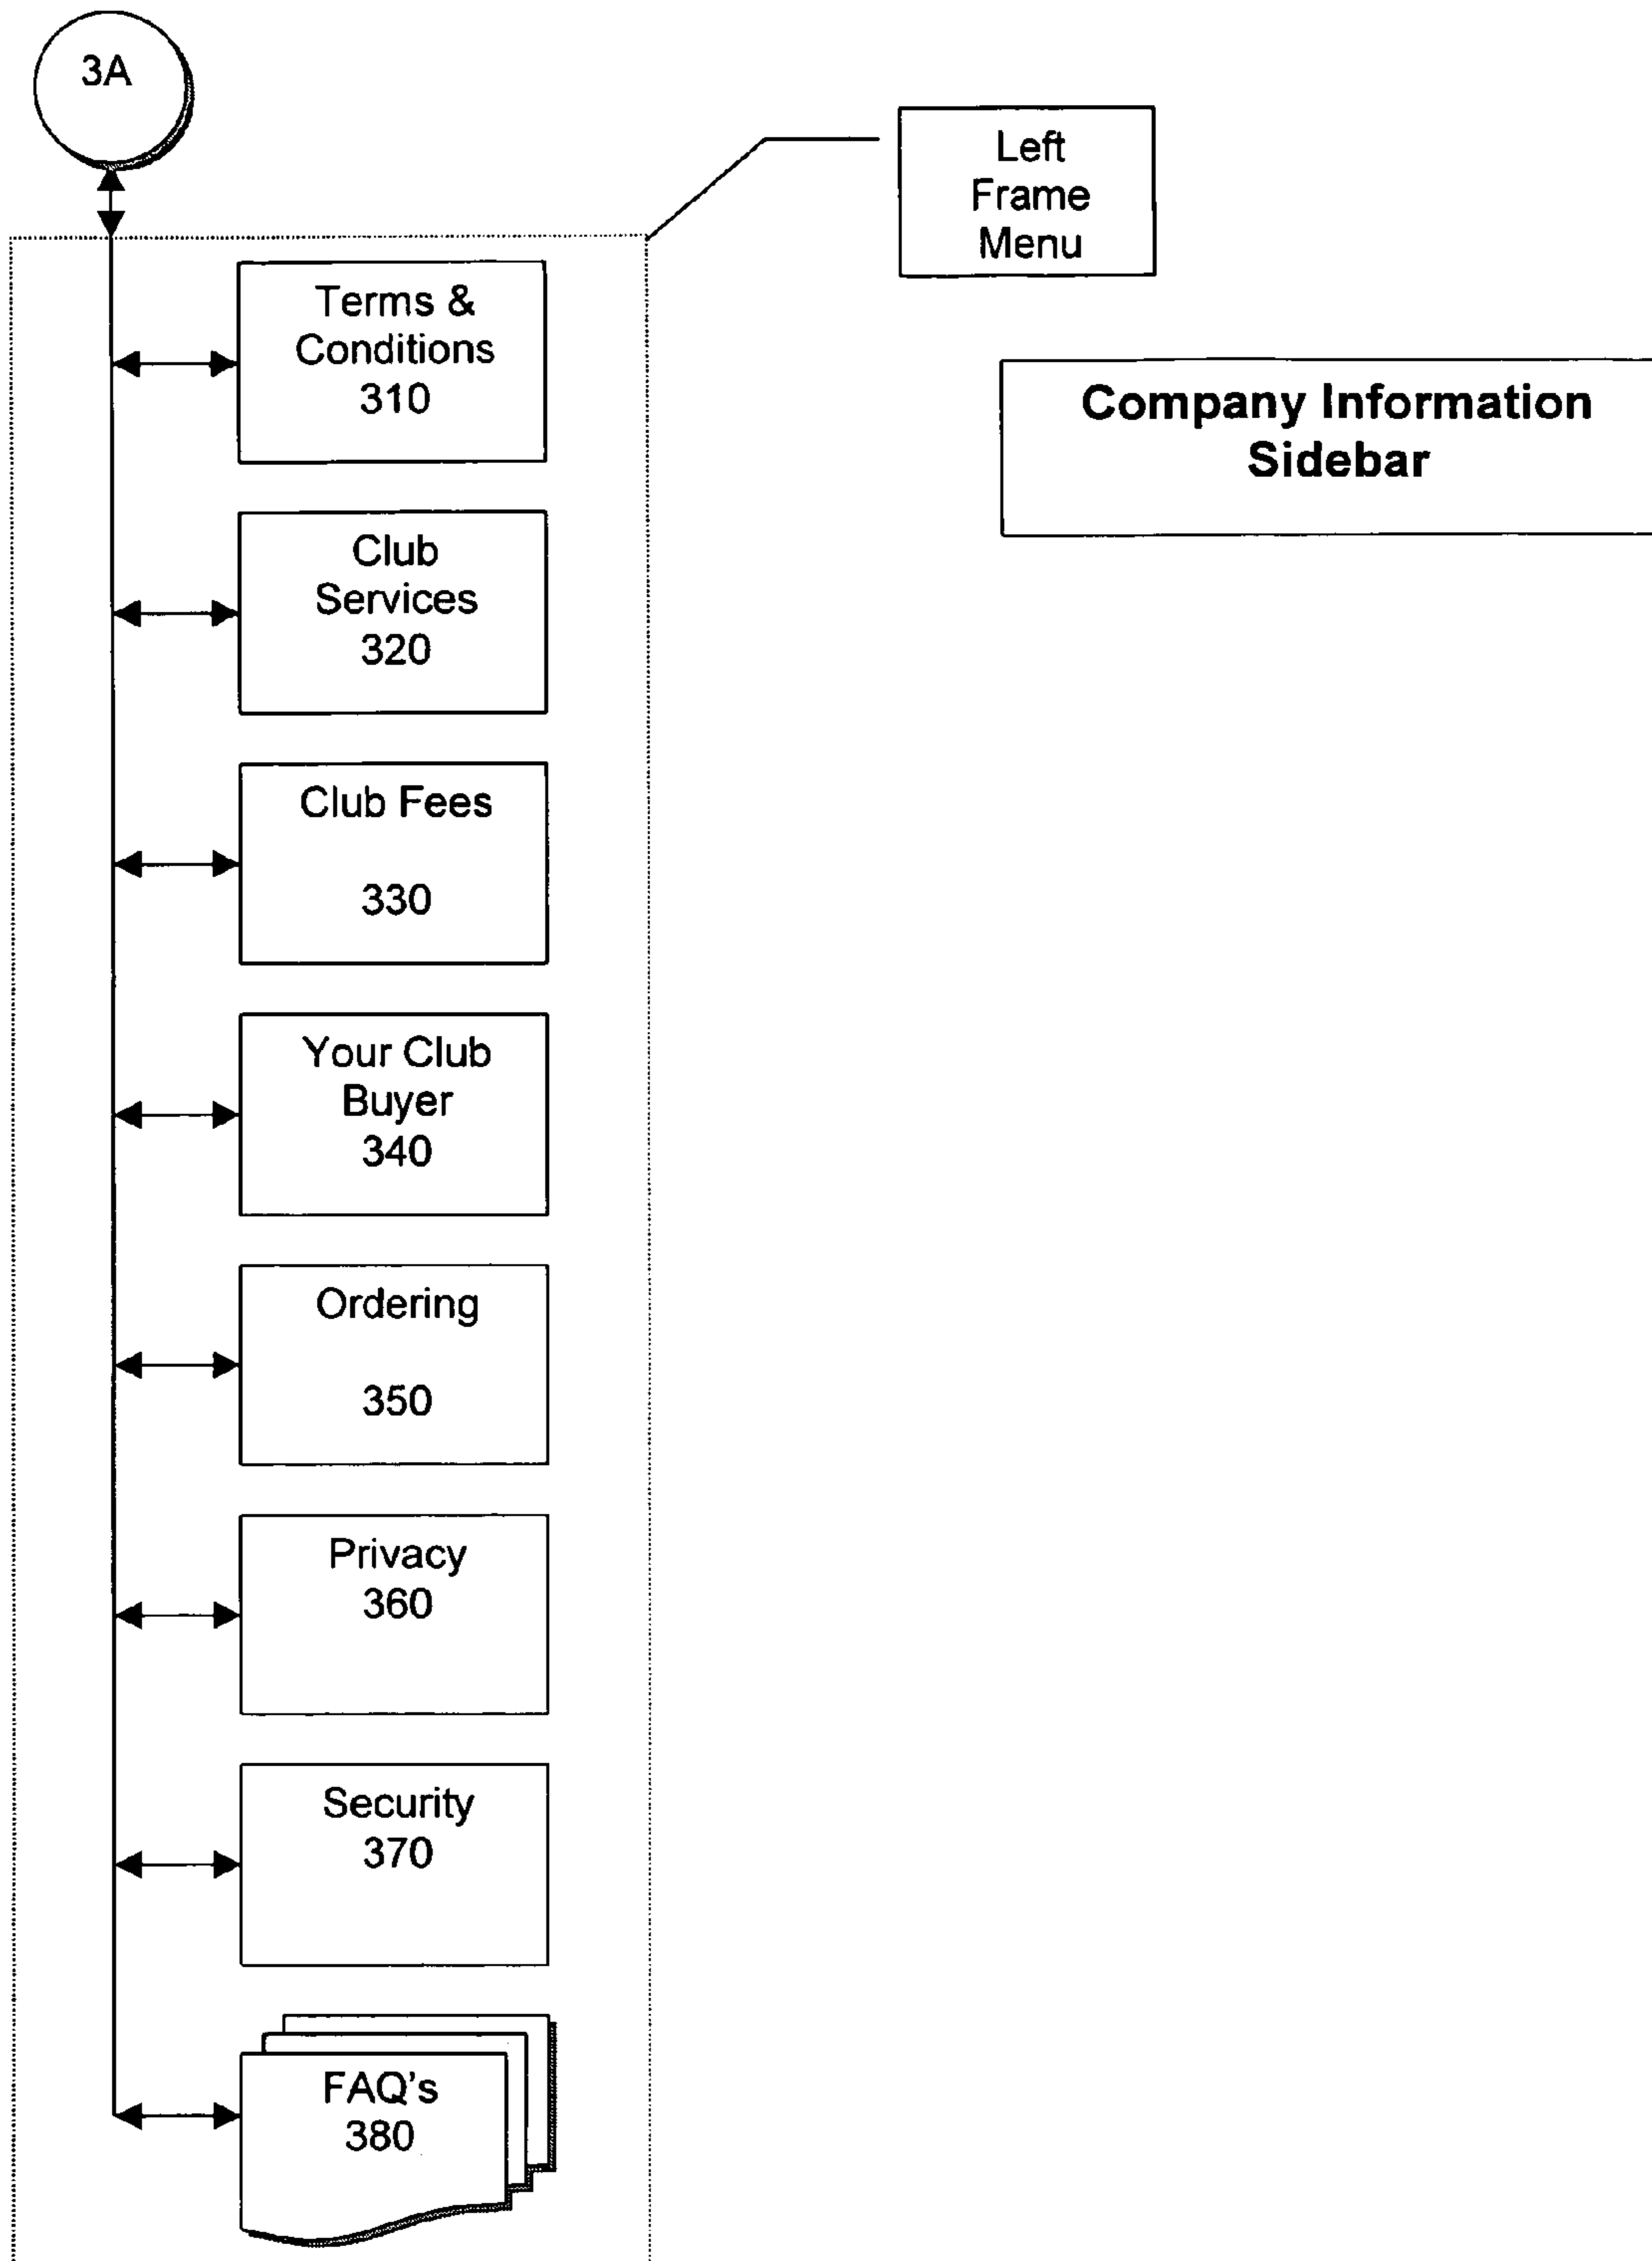 3A
Left
Frame
Menu
Company Information
Sidebar
Terms &
Conditions
310
Club
Services
320
Club Fees
330
Your Club
Buyer
340
Ordering
350
Privacy
360
Security
370
FAQ's
380